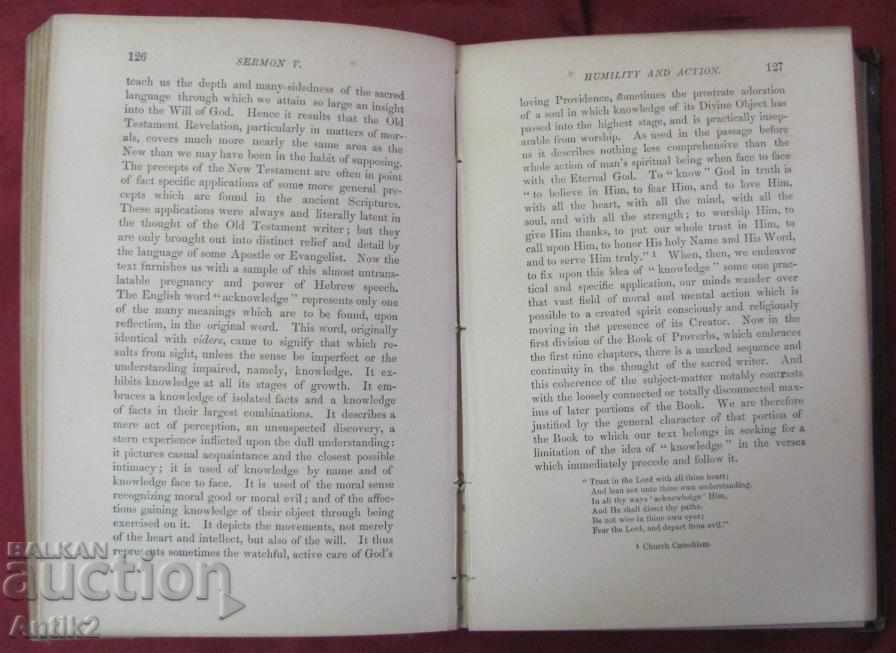 126
SERMON V.
teach us the depth and many-sidedness of the sacred
language through which we attain so large an insight
into the Will of God. Hence it results that the Old
Testament Revelation, particularly in matters of mor-
als, covers much more nearly the same area as the
New than we may have been in the habit of supposing.
The precepts of the New Testament are often in point
of fact specific applications of some more general pre-
cepts which are found in the ancient Scriptures.
These applications were always and literally latent in
the thought of the Old Testament writer; but they
are only brought out into distinct relief and detail by
the language of some Apostle or Evangelist. Now the
text furnishes us with a sample of this almost untrans-
latable pregnancy and power of Hebrew speech.
The English word "acknowledge" represents only one
of the many meanings which are to be found, upon
reflection, in the original word. This word, originally
identical with videre, came to signify that which re-
sults from sight, unless the sense be imperfect or the
understanding impaired, namely, knowledge. It ex-
hibits knowledge at all its stages of growth. It em-
braces a knowledge of isolated facts and a knowledge
of facts in their largest combinations. It describes a
mere act of perception, an unsuspected discovery, a
stern experience inflicted upon the dull understanding:
it pictures casual acquaintance and the closest possible
intimacy; it is used of knowledge by name and of
knowledge face to face. It is used of the moral sense
recognizing moral good or moral evil; and of the affec-
tions gaining knowledge of their object through being
exercised on it. It depicts the movements, not merely
of the heart and intellect, but also of the will. It thus
represents sometimes the watchful, active care of God's
HUMILITY AND ACTION.
127
loving Providence, sometimes the prostrate adoration
of a soul in which knowledge of its Divine Object has
passed into the highest stage, and is practically insep-
arable from worship. As used in the passage before
us it describes nothing less comprehensive than the
whole action of man's spiritual being when face to face
with the Eternal God. To "know" God in truth is
"to believe in Him, to fear Him, and to love Him,
with all the heart, with all the mind, with all the
soul, and with all the strength; to worship Him, to
give Him thanks, to put our whole trust in Him, to
call upon Him, to honor His holy Name and His Word,
and to serve Him truly." 1 When, then, we endeavor
to fix upon this idea of "knowledge" some one prac-
tical and specific application, our minds wander over
that vast field of moral and mental action which is
possible to a created spirit consciously and religiously
moving in the presence of its Creator. Now in the
first division of the Book of Proverbs, which embraces
the first nine chapters, there is a marked sequence and
continuity in the thought of the sacred writer. And
this coherence of the subject-matter notably contrasts
with the loosely connected or totally disconnected max-
ims of later portions of the Book. We are therefore
justified by the general character of that portion of
the Book to which our text belongs in seeking for a
limitation of the idea of "knowledge" in the verses
which immediately precede and follow it.
"Trust in the Lord with all thine heart;
And lean not unto thine own understanding.
In all thy ways 'acknowledge' Him,
And He shall direct thy paths.
Be not wise in thine own eyes;
Fear the Lord, and depart from evil."
1 Church Catechism.
BALKAN
auction
Antik2